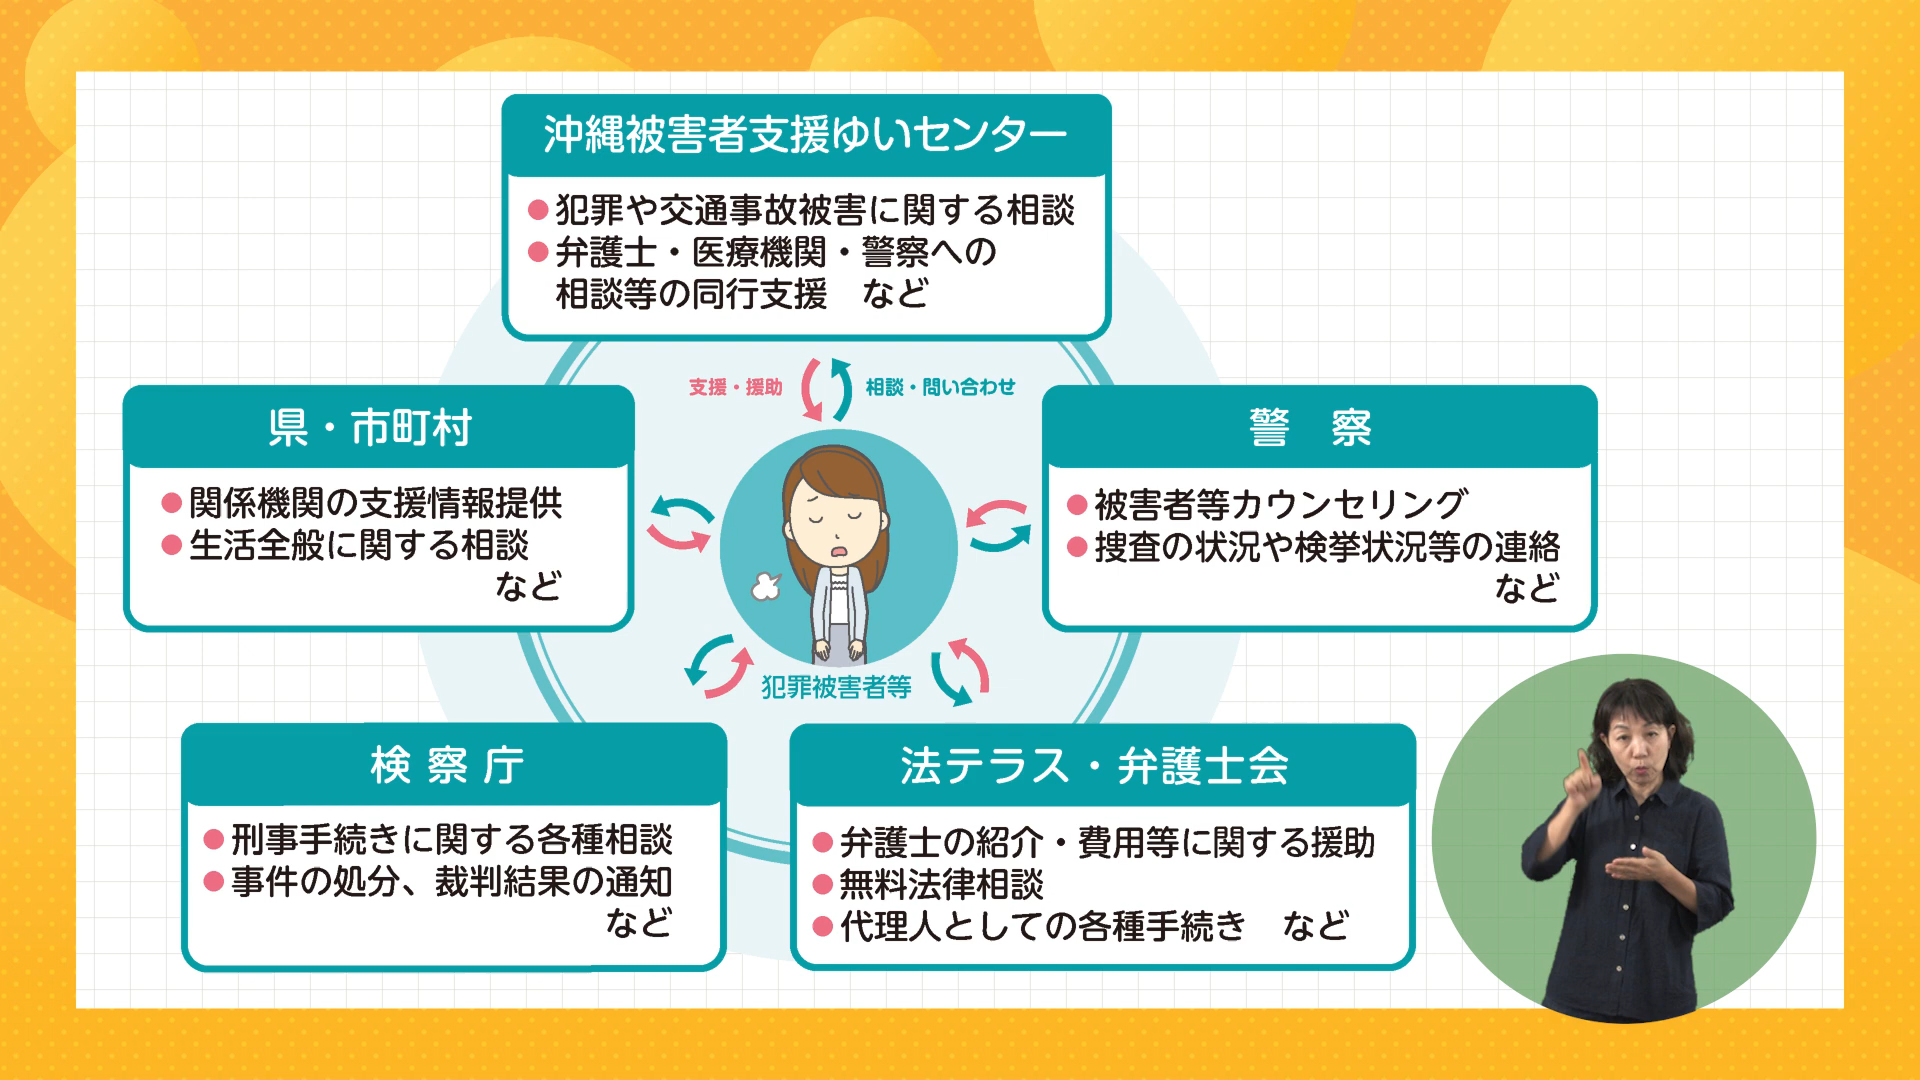 沖縄被害者支援ゆいセンター
●犯罪や交通事故被害に関する相談
●弁護士・医療機関・警察への
相談等の同行支援　など
支援・援助
相談・問い合わせ
県・市町村
●関係機関の支援情報提供
●生活全般に関する相談
など
警　察
●被害者等カウンセリング
●捜査の状況や検挙状況等の連絡
など
犯罪被害者等
検 察 庁
●刑事手続きに関する各種相談
●事件の処分、裁判結果の通知
など
法テラス・弁護士会
●弁護士の紹介・費用等に関する援助
●無料法律相談
●代理人としての各種手続き　など